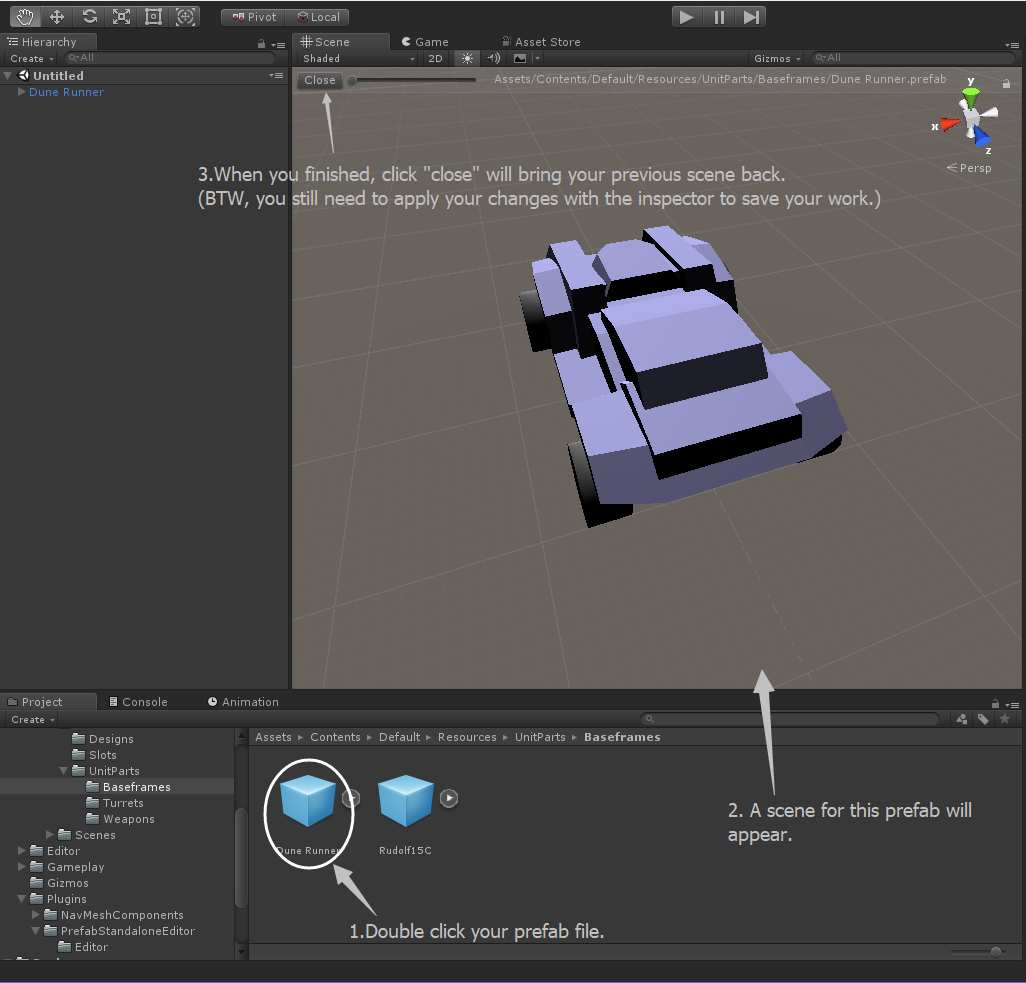 Pivot
Local
Hierarchy
Scene
Game
Asset Store
Create
All
Shaded
2D
Gizmos
All
Untitled
Close
Assets/Contents/Default/Resources/UnitParts/Baseframes/Dune Runner.prefab
Dune Runner
y
x
z
Persp
3.When you finished, click "close" will bring your previous scene back.
(BTW, you still need to apply your changes with the inspector to save your work.)
Project
Console
Animation
Create
Assets ▸ Contents ▸ Default ▸ Resources ▸ UnitParts ▸ Baseframes
Designs
Slots
UnitParts
Baseframes
Turrets
Weapons
Scenes
Editor
Gameplay
Gizmos
Plugins
NavMeshComponents
PrefabStandaloneEditor
Editor
Dune Runner
Rudolf15C
2. A scene for this prefab will
appear.
1.Double click your prefab file.